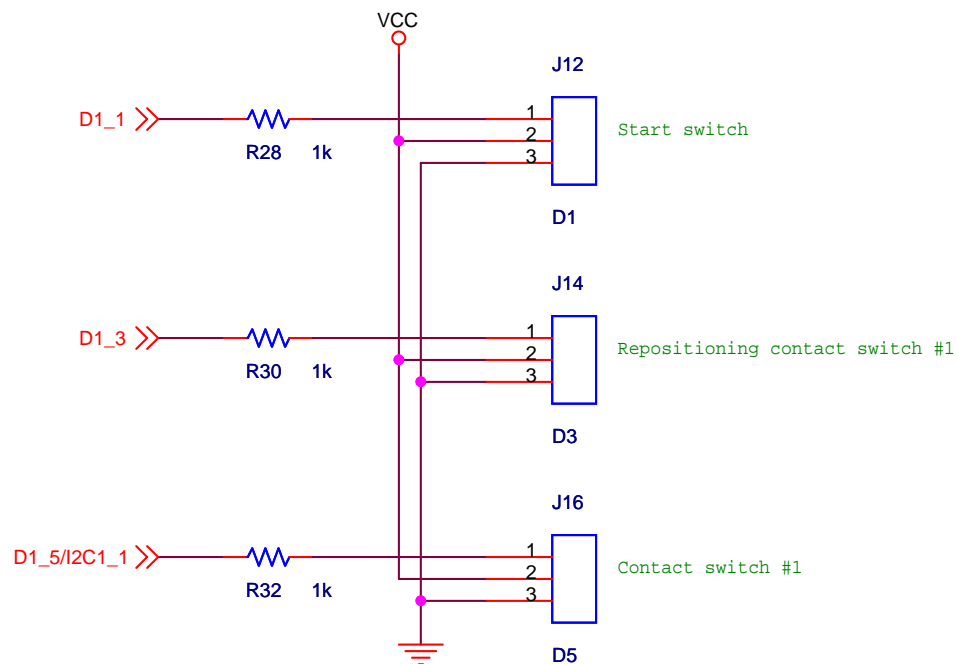 VCC
J12
D1_1
1
2
3
Start switch
R28 1k
D1
J14
D1_3
1
2
3
Repositioning contact switch #1
R30 1k
D3
J16
D1_5/I2C1_1
1
2
3
Contact switch #1
R32 1k
D5